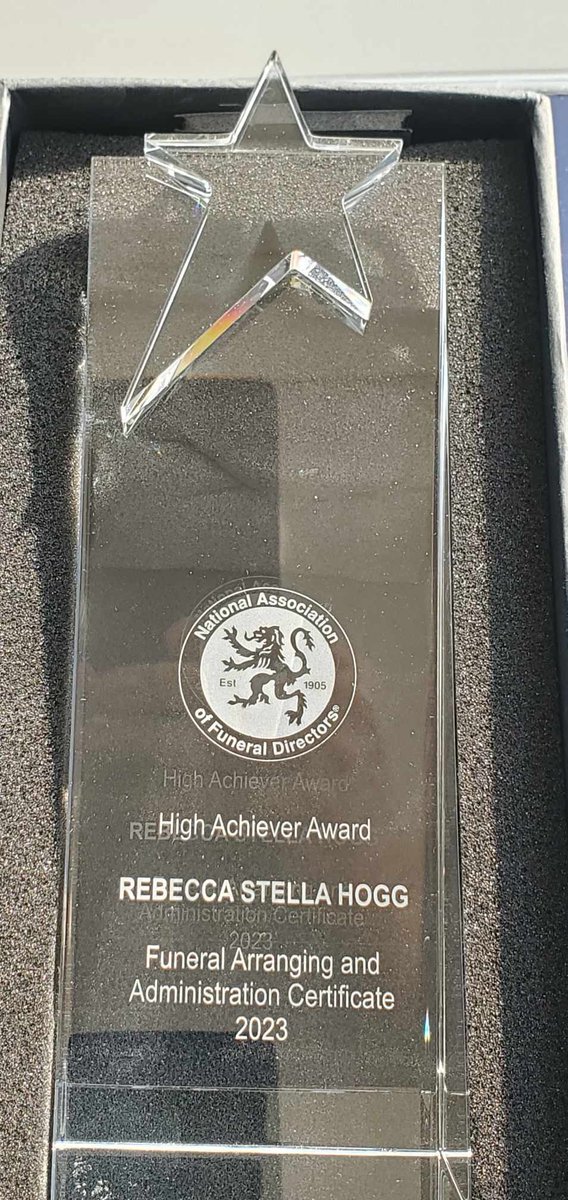 National Association
Est 1905
of Funeral Directors®
High Achiever Award
REBECCA STELLA HOGG
Funeral Arranging and
Administration Certificate
2023